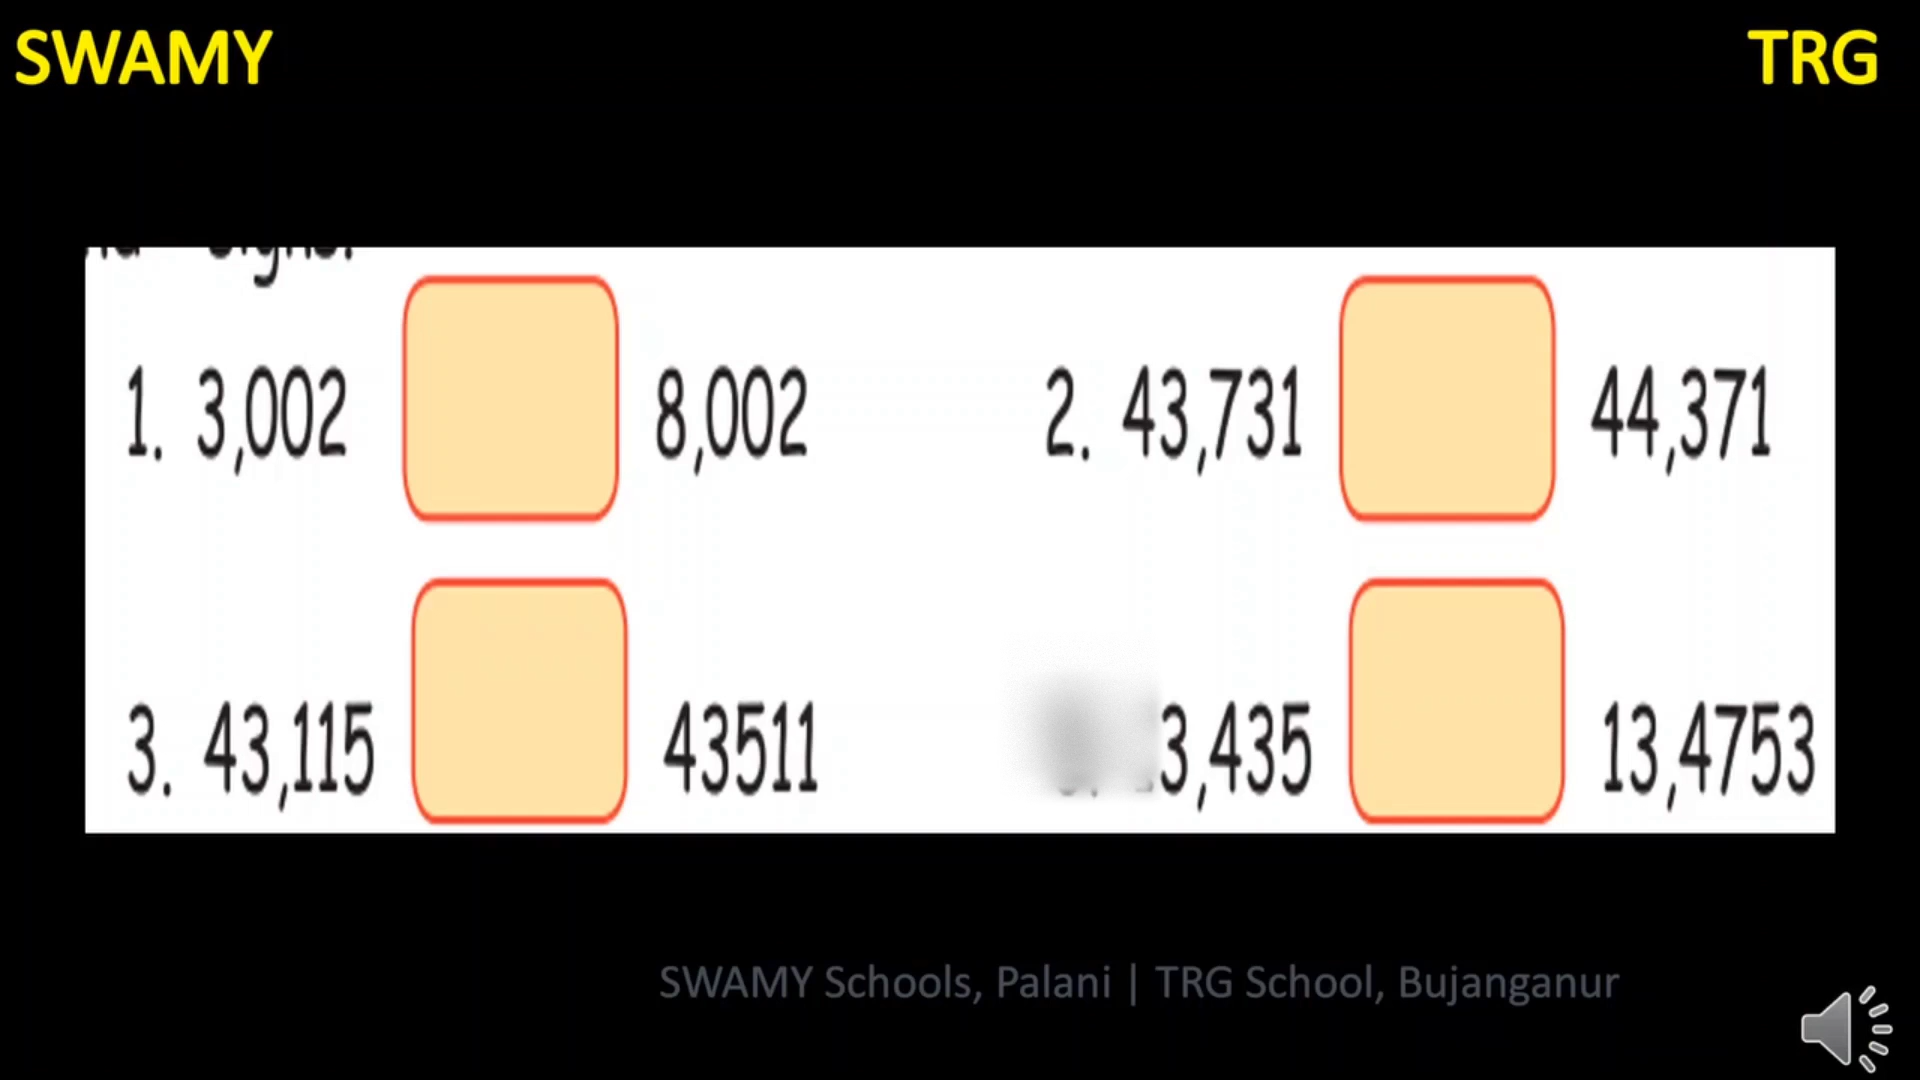 SWAMY TRG
signs.
1. 3,002 8,002 2. 43,731 44,371
3. 43,115 43511 3,435 13,4753
SWAMY Schools, Palani | TRG School, Bujanganur